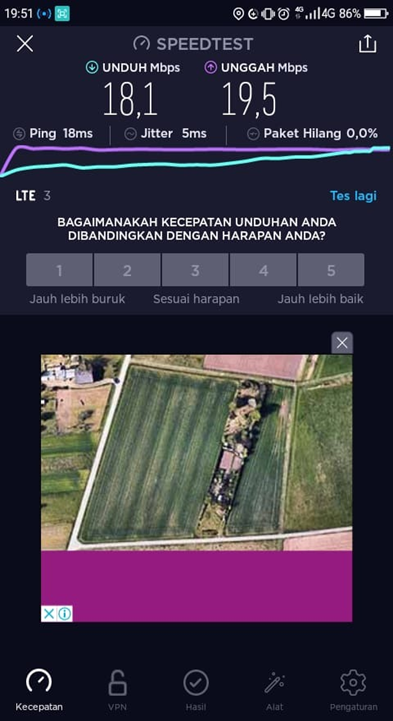 19:51 4G 4G 86%
SPEEDTEST
UNDUH Mbps UNGGAH Mbps
18,1 19,5
Ping 18ms Jitter 5ms Paket Hilang 0,0%
LTE 3 Tes lagi
BAGAIMANAKAH KECEPATAN UNDUHAN ANDA
DIBANDINGKAN DENGAN HARAPAN ANDA?
1 2 3 4 5
Jauh lebih buruk Sesuai harapan Jauh lebih baik
Kecepatan VPN Hasil Alat Pengaturan